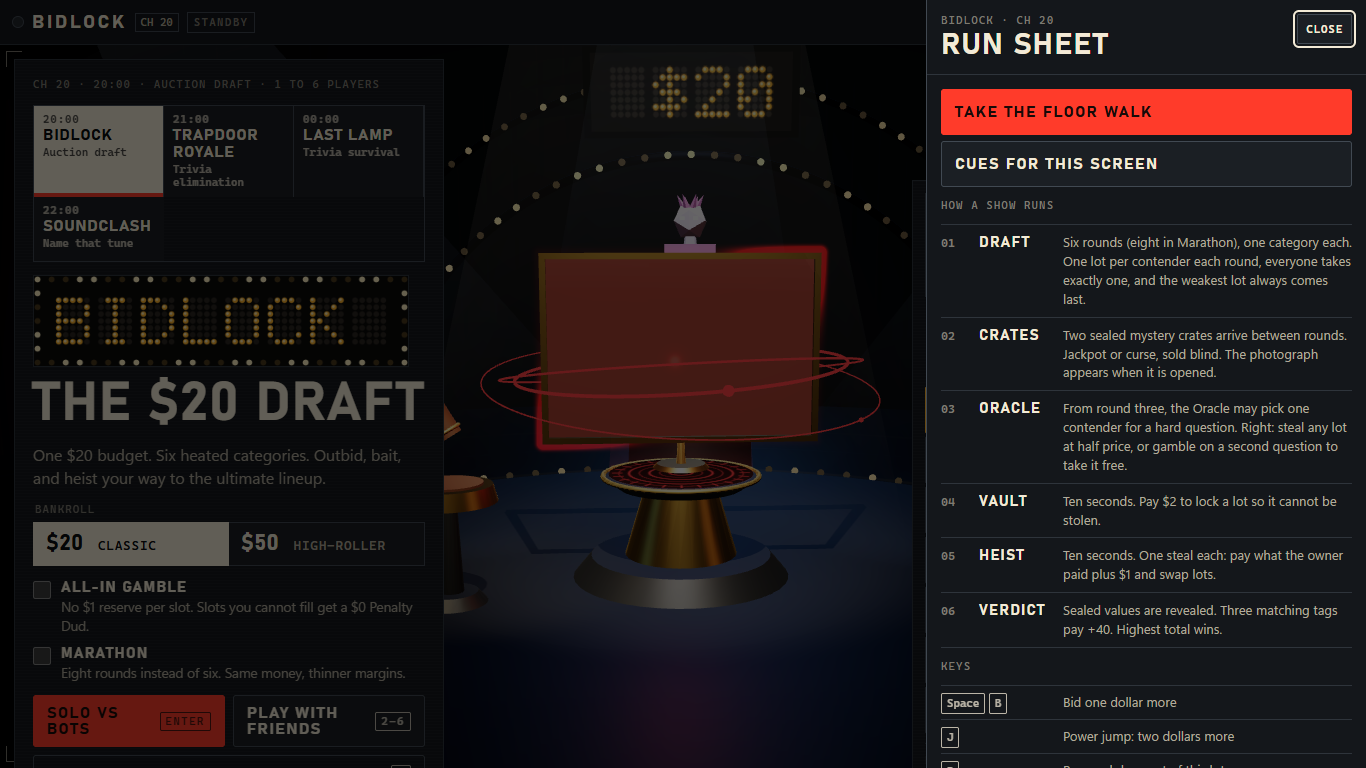 BIDLOCK CH 20 STANDBY
CH 20 · 20:00 · AUCTION DRAFT · 1 TO 6 PLAYERS
20:00
BIDLOCK
Auction draft
21:00
TRAPDOOR
ROYALE
Trivia
elimination
00:00
LAST LAMP
Trivia survival
22:00
SOUNDCLASH
Name that tune
BIDLOCK
THE $20 DRAFT
One $20 budget. Six heated categories. Outbid, bait,
and heist your way to the ultimate lineup.
BANKROLL
$20 CLASSIC
$50 HIGH-ROLLER
ALL-IN GAMBLE
No $1 reserve per slot. Slots you cannot fill get a $0 Penalty
Dud.
MARATHON
Eight rounds instead of six. Same money, thinner margins.
SOLO VS
BOTS
ENTER
PLAY WITH
FRIENDS
2–6
$20
BIDLOCK · CH 20
RUN SHEET
CLOSE
TAKE THE FLOOR WALK
CUES FOR THIS SCREEN
HOW A SHOW RUNS
01 DRAFT
Six rounds (eight in Marathon), one category each.
One lot per contender each round, everyone takes
exactly one, and the weakest lot always comes
last.
02 CRATES
Two sealed mystery crates arrive between rounds.
Jackpot or curse, sold blind. The photograph
appears when it is opened.
03 ORACLE
From round three, the Oracle may pick one
contender for a hard question. Right: steal any lot
at half price, or gamble on a second question to
take it free.
04 VAULT
Ten seconds. Pay $2 to lock a lot so it cannot be
stolen.
05 HEIST
Ten seconds. One steal each: pay what the owner
paid plus $1 and swap lots.
06 VERDICT
Sealed values are revealed. Three matching tags
pay +40. Highest total wins.
KEYS
Space B Bid one dollar more
J Power jump: two dollars more